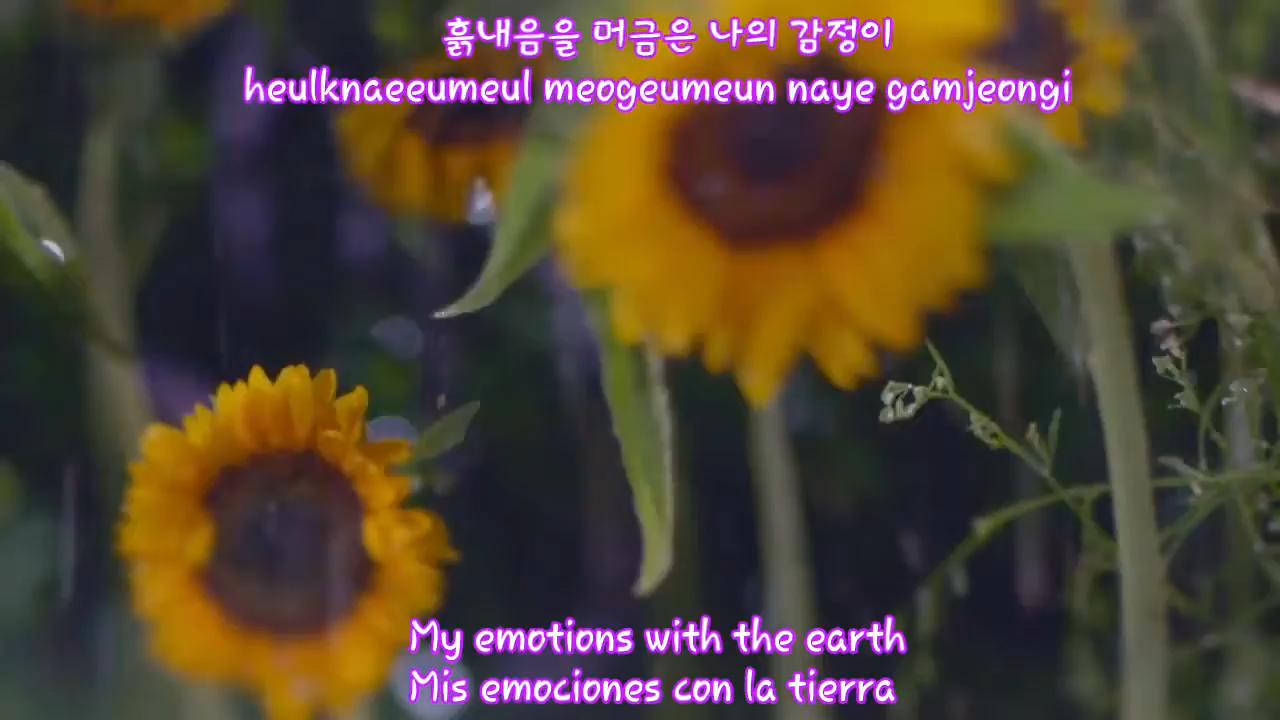 흙내음을 머금은 나의 감정이
heulknaeeumeul meogeumeun naye gamjeongi
My emotions with the earth
Mis emociones con la tierra